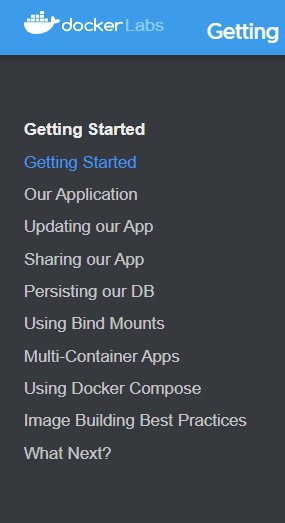 docker Labs
Getting
Getting Started
Getting Started
Our Application
Updating our App
Sharing our App
Persisting our DB
Using Bind Mounts
Multi-Container Apps
Using Docker Compose
Image Building Best Practices
What Next?